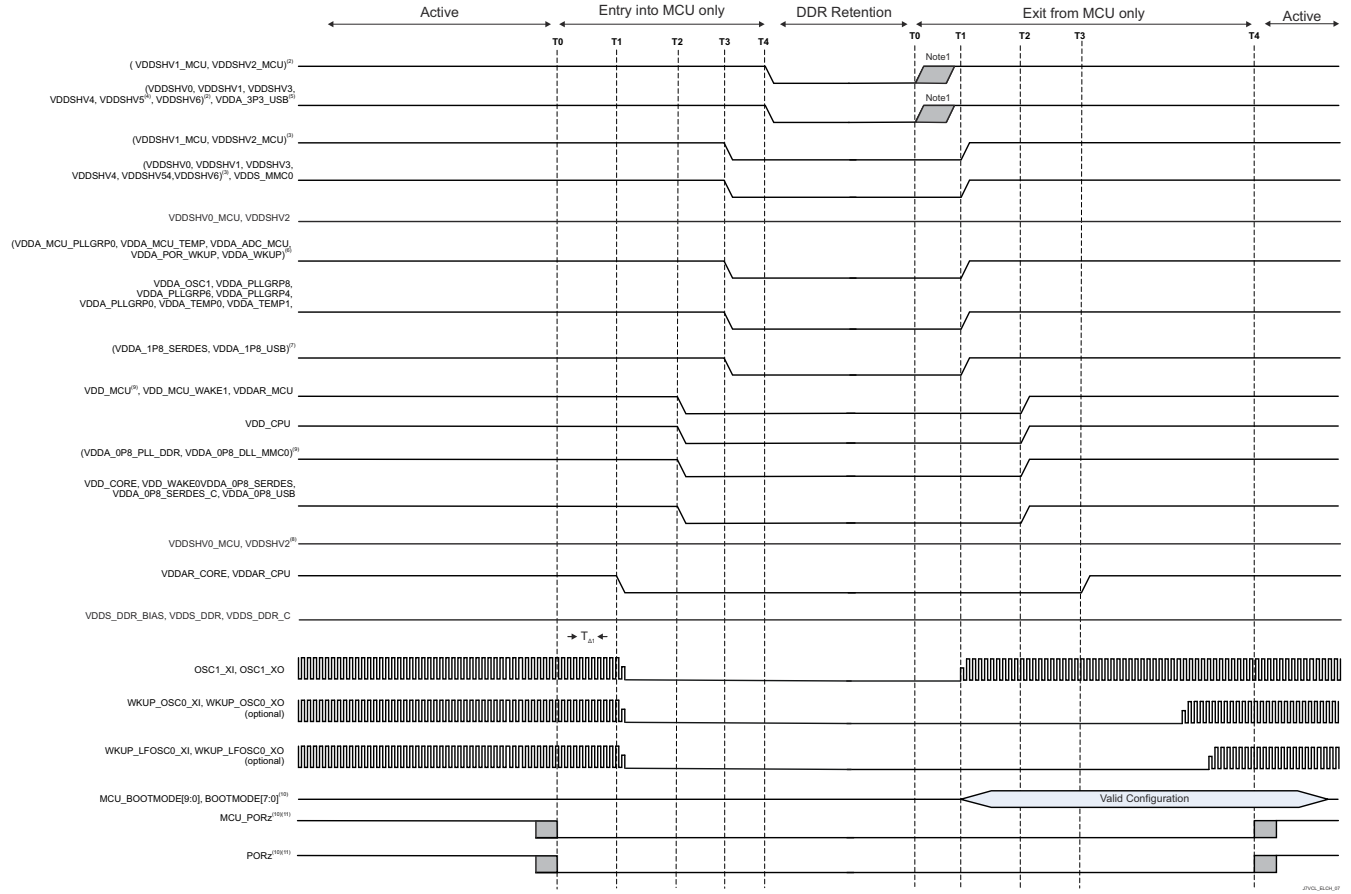 Active Entry into MCU only DDR Retention Exit from MCU only Active
T0 T1 T2 T3 T4 T0 T1 T2 T3 T4
( VDDSHV1_MCU, VDDSHV2_MCU)(2)
Note1
(VDDSHV0, VDDSHV1, VDDSHV3,
VDDSHV4, VDDSHV5(4), VDDSHV6)(2), VDDA_3P3_USB(5)
Note1
(VDDSHV1_MCU, VDDSHV2_MCU)(3)
(VDDSHV0, VDDSHV1, VDDSHV3,
VDDSHV4, VDDSHV54,VDDSHV6)(3), VDDS_MMC0
VDDSHV0_MCU, VDDSHV2
(VDDA_MCU_PLLGRP0, VDDA_MCU_TEMP, VDDA_ADC_MCU,
VDDA_POR_WKUP, VDDA_WKUP)(6)
VDDA_OSC1, VDDA_PLLGRP8,
VDDA_PLLGRP6, VDDA_PLLGRP4,
VDDA_PLLGRP0, VDDA_TEMP0, VDDA_TEMP1,
(VDDA_1P8_SERDES, VDDA_1P8_USB)(7)
VDD_MCU(9), VDD_MCU_WAKE1, VDDAR_MCU
VDD_CPU
(VDDA_0P8_PLL_DDR, VDDA_0P8_DLL_MMC0)(9)
VDD_CORE, VDD_WAKE0VDDA_0P8_SERDES,
VDDA_0P8_SERDES_C, VDDA_0P8_USB
VDDSHV0_MCU, VDDSHV2(8)
VDDAR_CORE, VDDAR_CPU
VDDS_DDR_BIAS, VDDS_DDR, VDDS_DDR_C
TΔ1
OSC1_XI, OSC1_XO
WKUP_OSC0_XI, WKUP_OSC0_XO
(optional)
WKUP_LFOSC0_XI, WKUP_LFOSC0_XO
(optional)
MCU_BOOTMODE[9:0], BOOTMODE[7:0](10)
Valid Configuration
MCU_PORz(10)(11)
PORz(10)(11)
J7VCL_ELCH_07